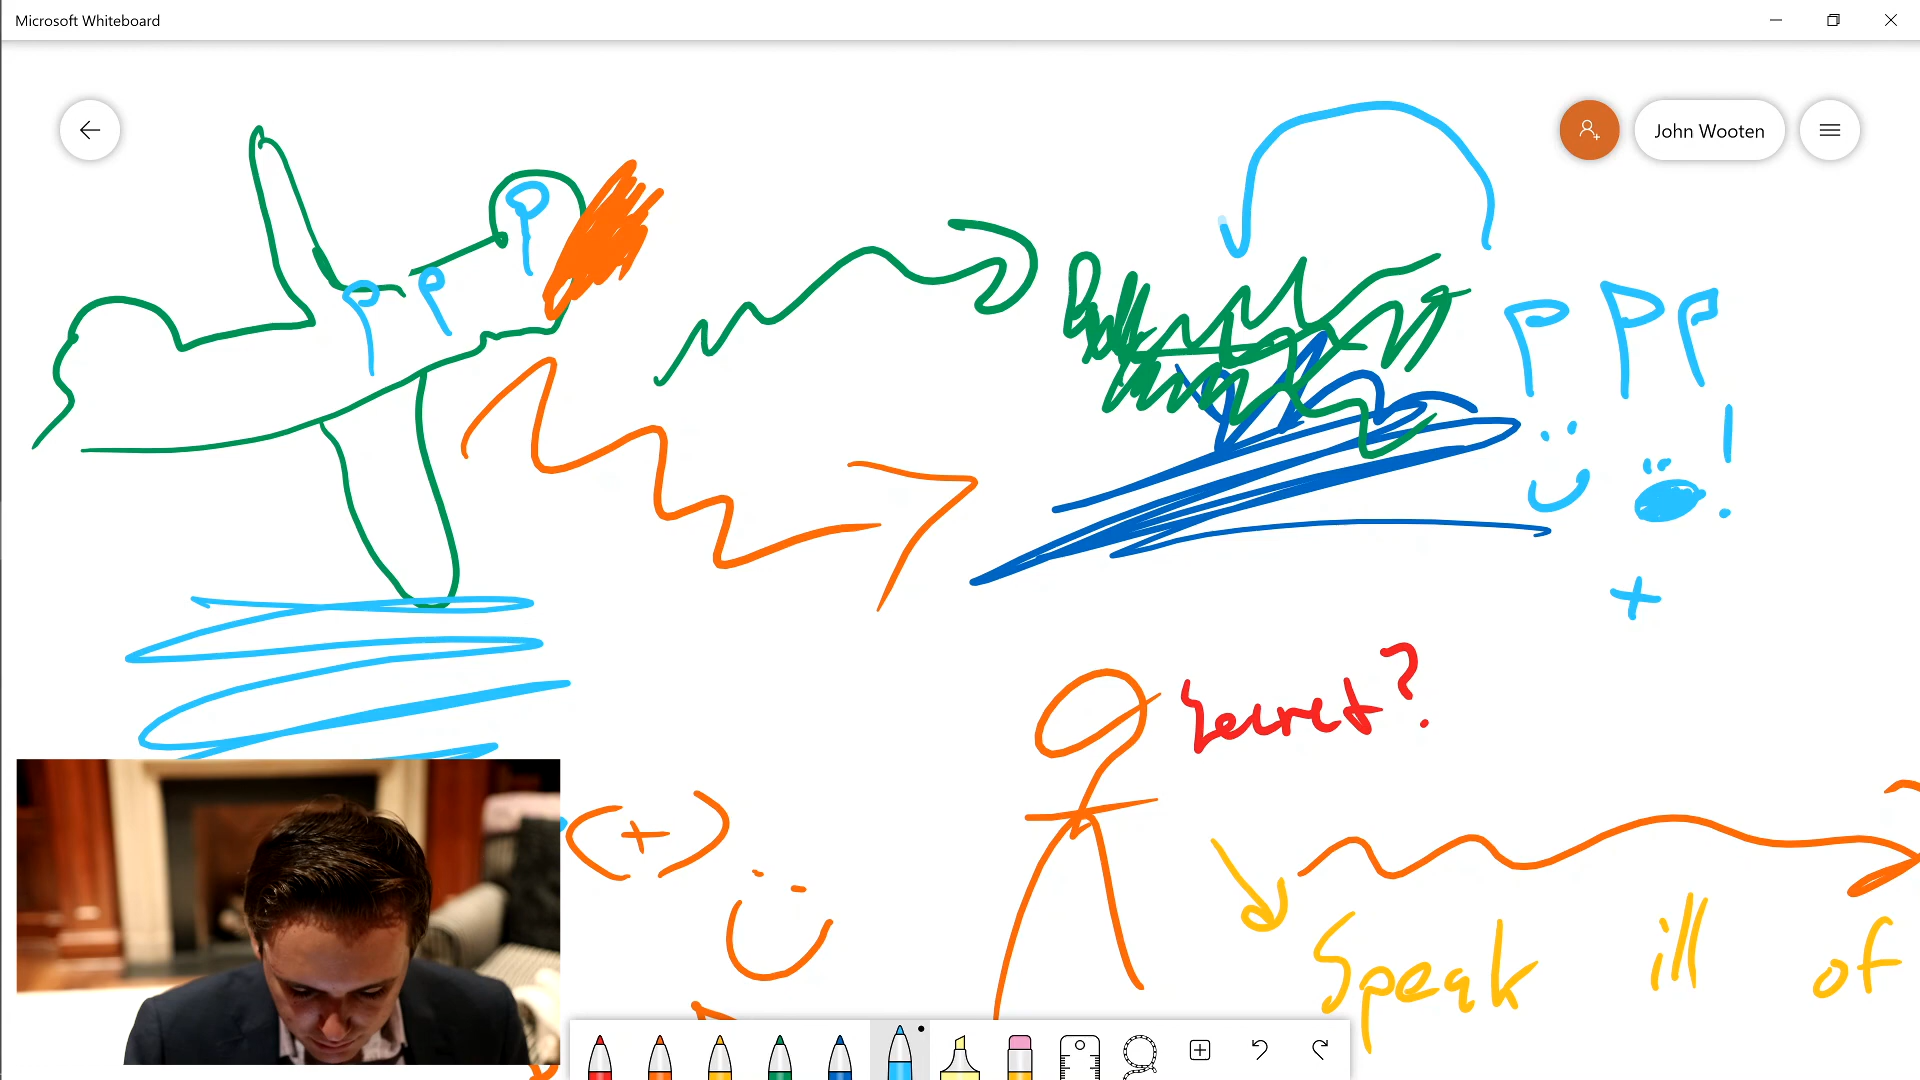 Microsoft Whiteboard
John Wooten
P
P P
P P P
!
+
Secret?
(+)
Speak ill of